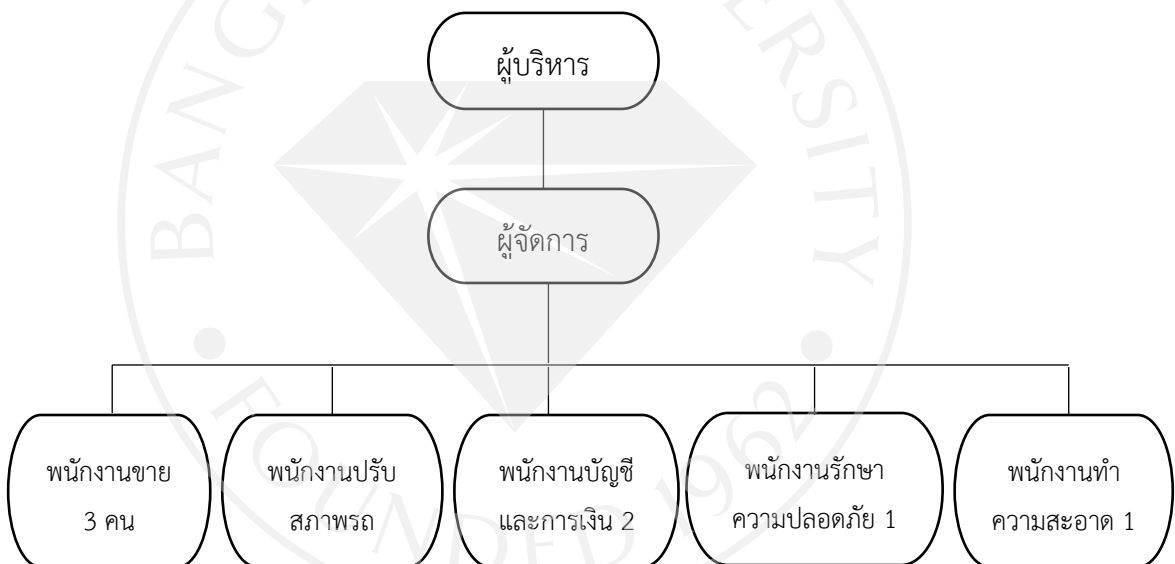 ผู้บริหาร
ผู้จัดการ
พนักงานขาย
3 คน
พนักงานปรับ
สภาพรถ
พนักงานบัญชี
และการเงิน 2
พนักงานรักษา
ความปลอดภัย 1
พนักงานทำ
ความสะอาด 1
FOUNDED 1962